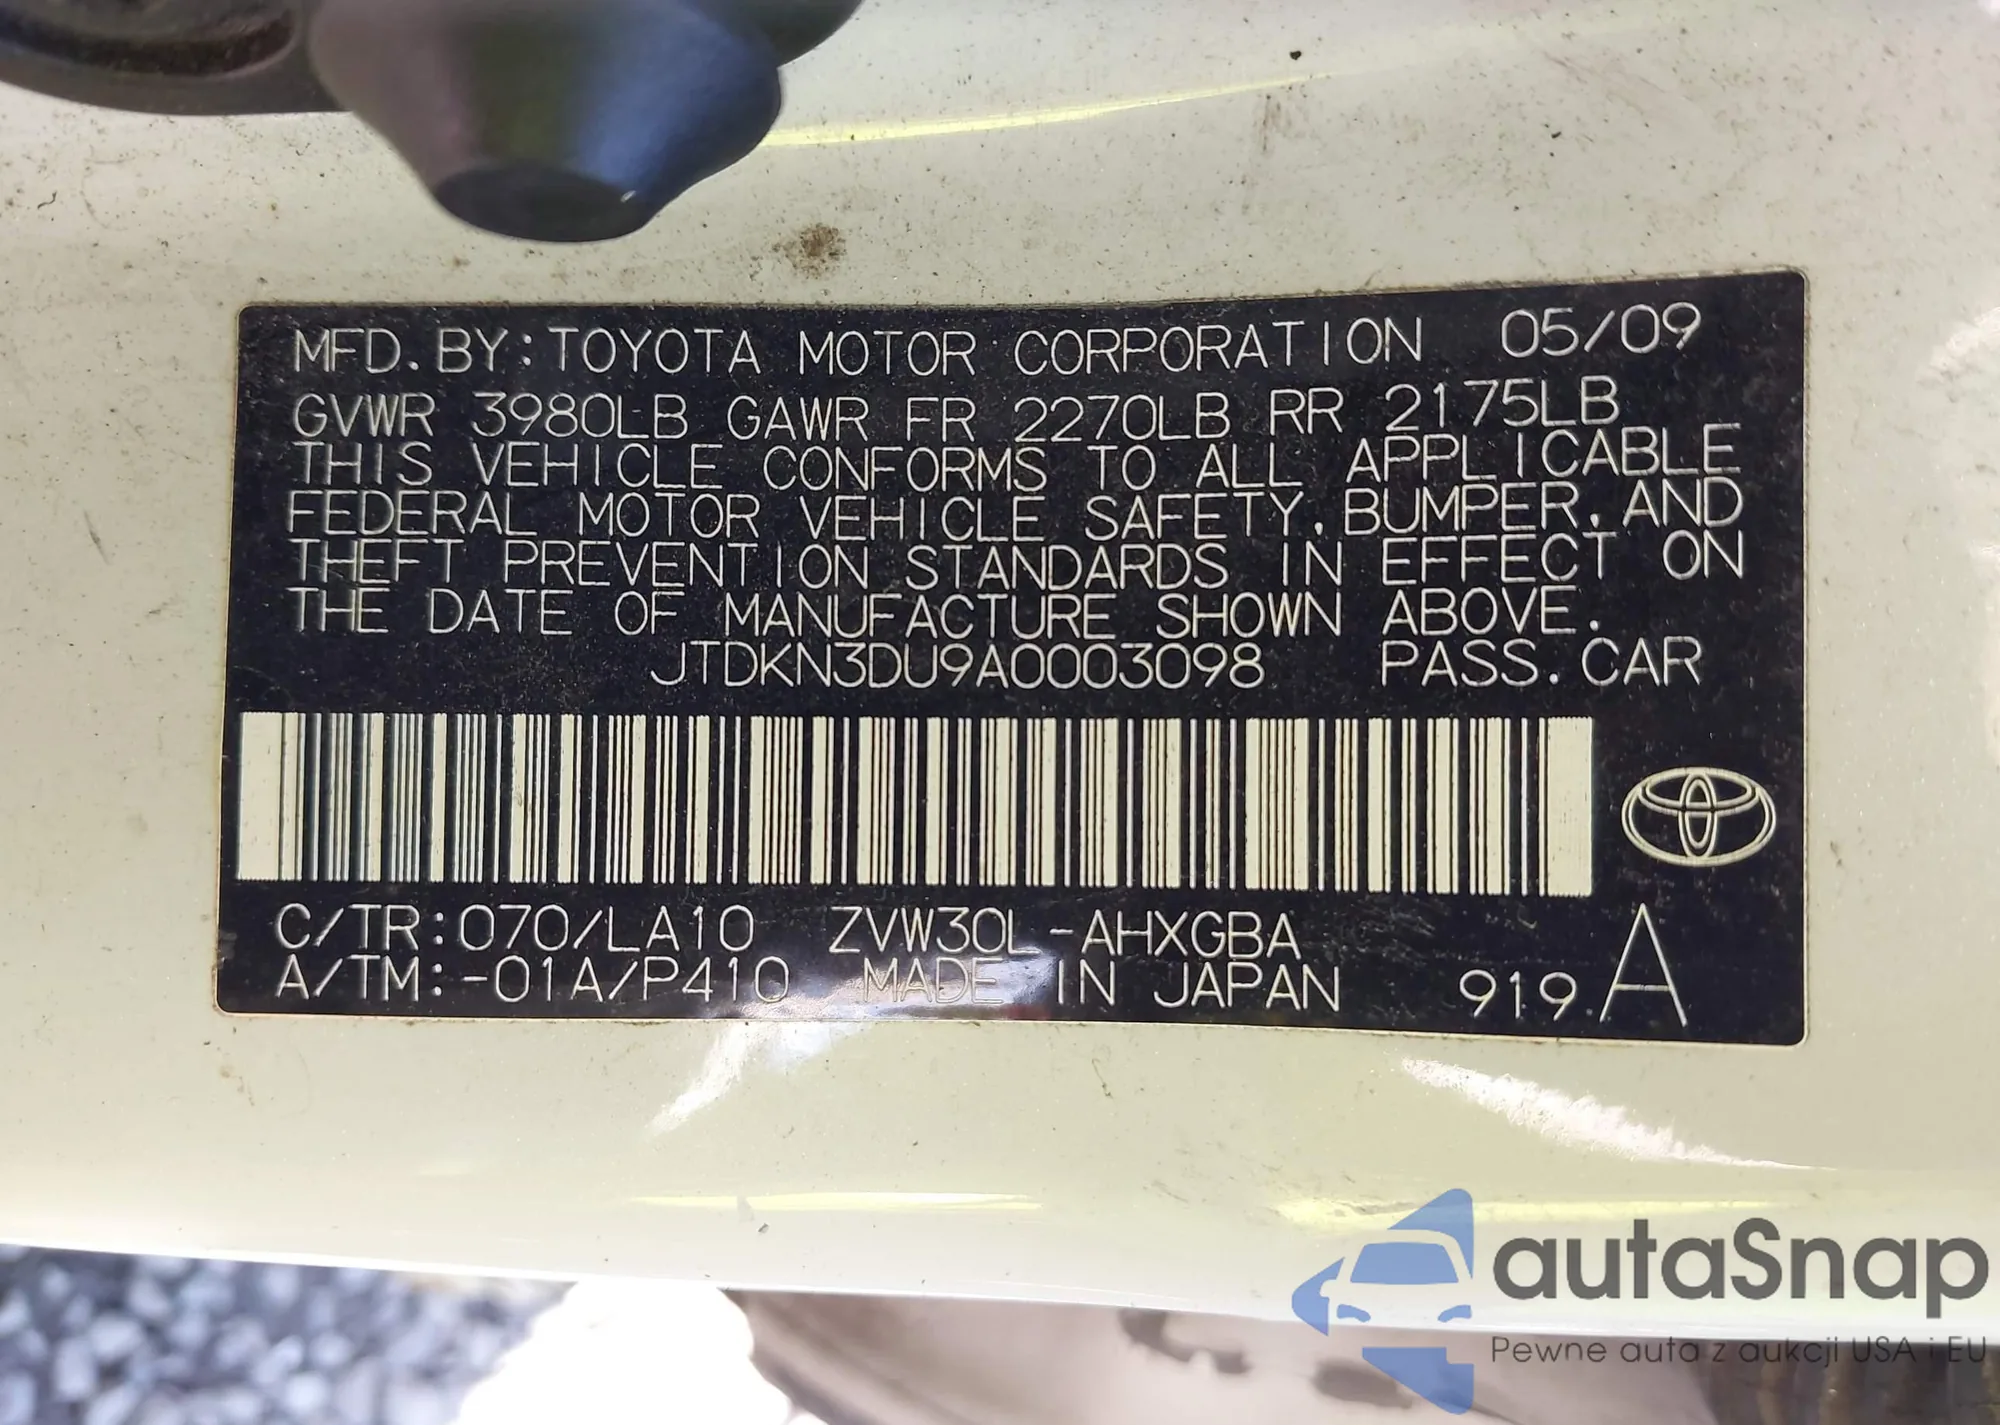 MFD. BY: TOYOTA MOTOR CORPORATION 05/09
GVWR 3980LB GAWR FR 2270LB RR 2175LB
THIS VEHICLE CONFORMS TO ALL APPLICABLE
FEDERAL MOTOR VEHICLE SAFETY, BUMPER, AND
THEFT PREVENTION STANDARDS IN EFFECT ON
THE DATE OF MANUFACTURE SHOWN ABOVE.
JTDKN3DU9A0003098 PASS. CAR
C/TR: 070/LA10 ZVW30L-AHXGBA
A/TM: -01A/P410 MADE IN JAPAN 919 A
autaSnap
Pewne auta z aukcji USA i EU